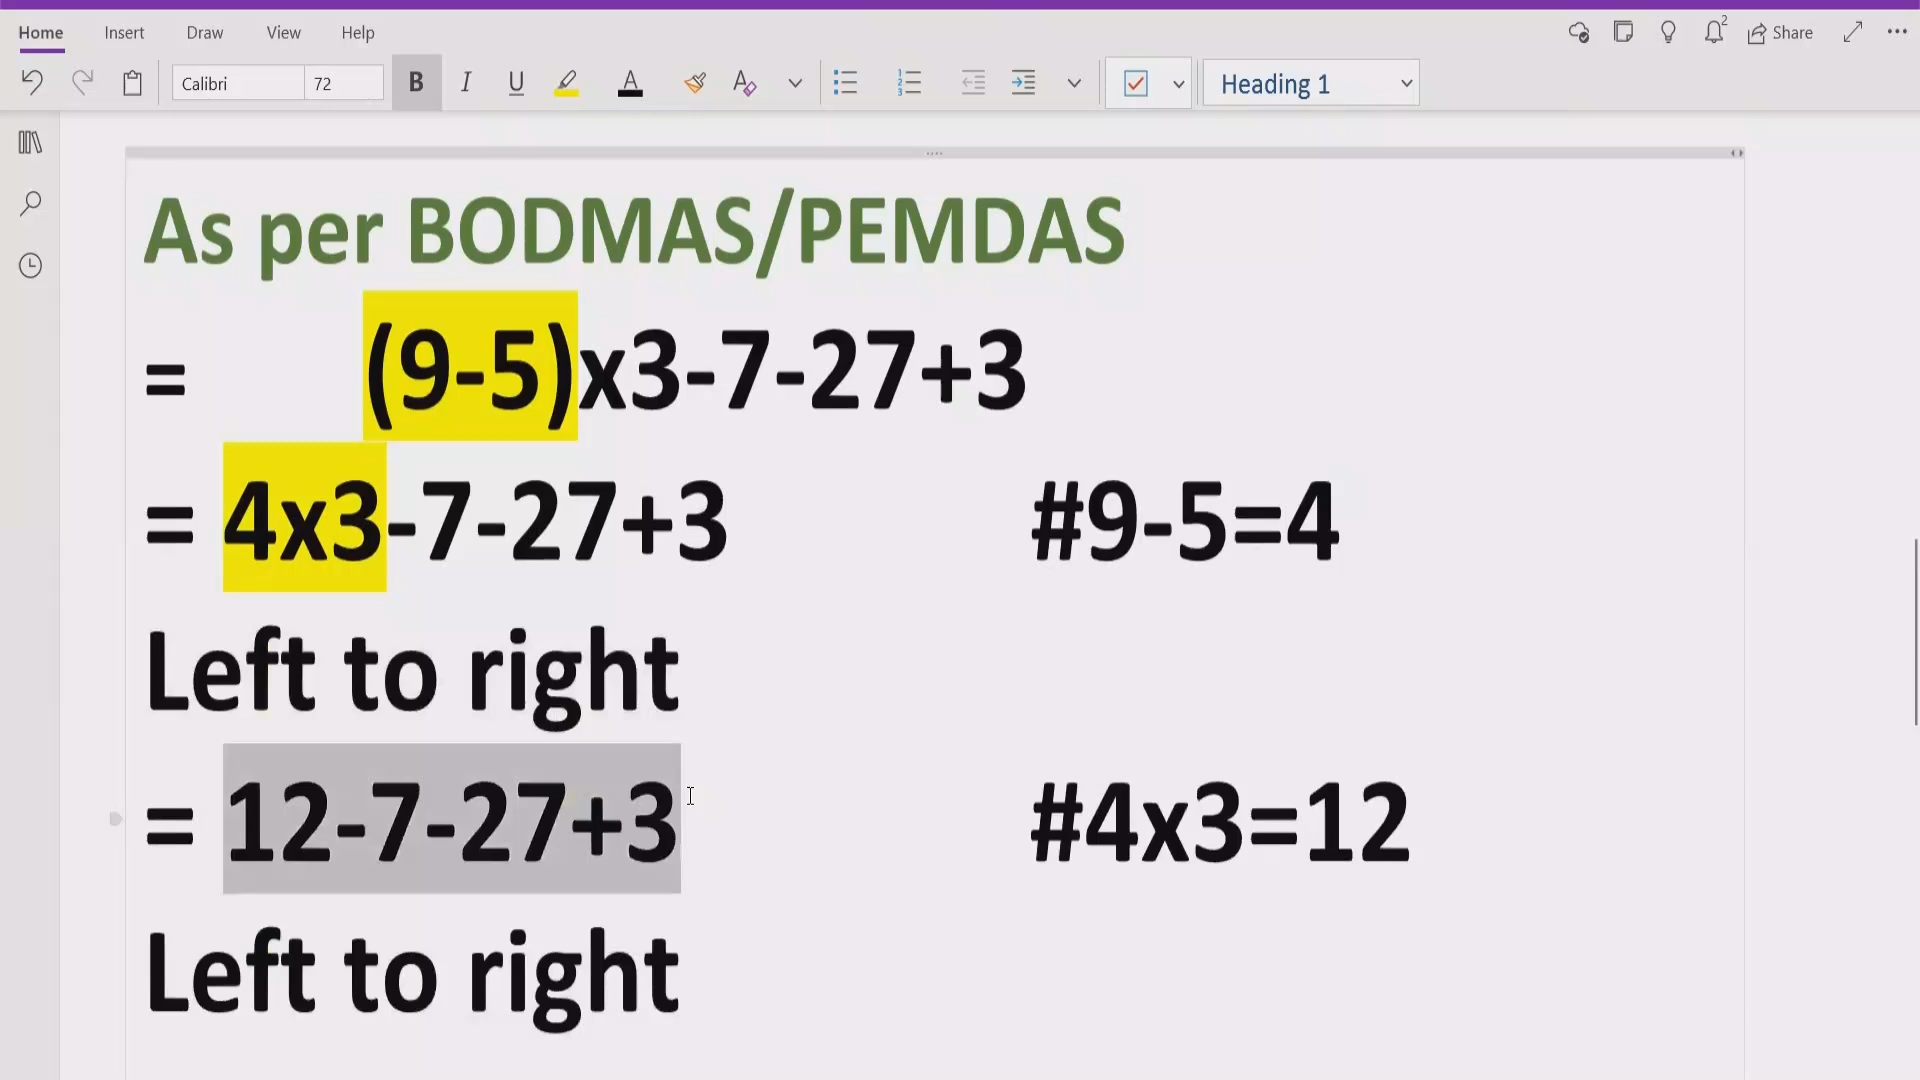 Home Insert Draw View Help 2 Share
Calibri 72 B I U A A Heading 1
As per BODMAS/PEMDAS
= (9-5)x3-7-27+3
= 4x3-7-27+3 #9-5=4
Left to right
= 12-7-27+3 #4x3=12
Left to right